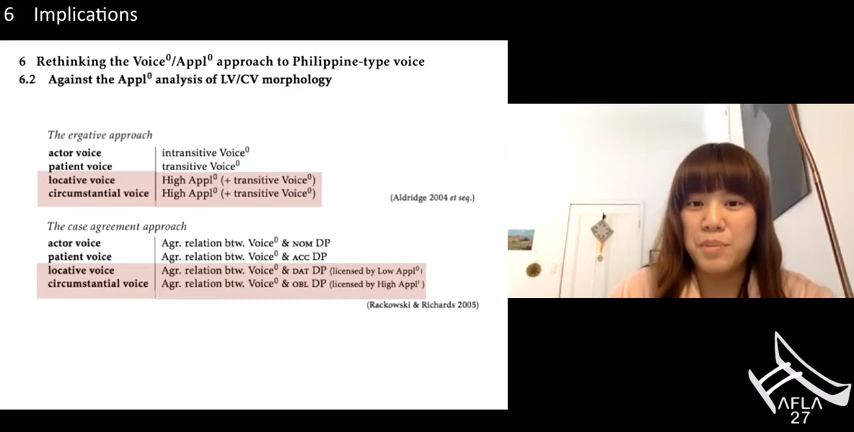 6 Implications
6 Rethinking the Voice⁰/Appl⁰ approach to Philippine-type voice
6.2 Against the Appl⁰ analysis of LV/CV morphology
The ergative approach
actor voice intransitive Voice⁰
patient voice transitive Voice⁰
locative voice High Appl⁰ (+ transitive Voice⁰)
circumstantial voice High Appl⁰ (+ transitive Voice⁰)
(Aldridge 2004 et seq.)
The case agreement approach
actor voice Agr. relation btw. Voice⁰ & NOM DP
patient voice Agr. relation btw. Voice⁰ & ACC DP
locative voice Agr. relation btw. Voice⁰ & DAT DP (licensed by Low Appl⁰)
circumstantial voice Agr. relation btw. Voice⁰ & OBL DP (licensed by High Appl⁰)
(Rackowski & Richards 2005)
AFLA
27